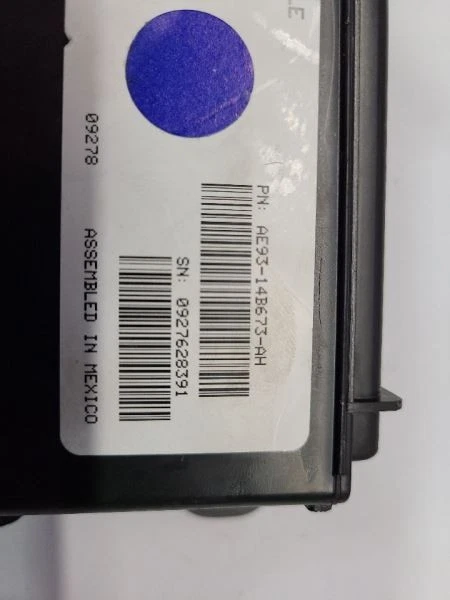 PN: AE93-14B673-AH
SN: 0927628391
09278 ASSEMBLED IN MEXICO